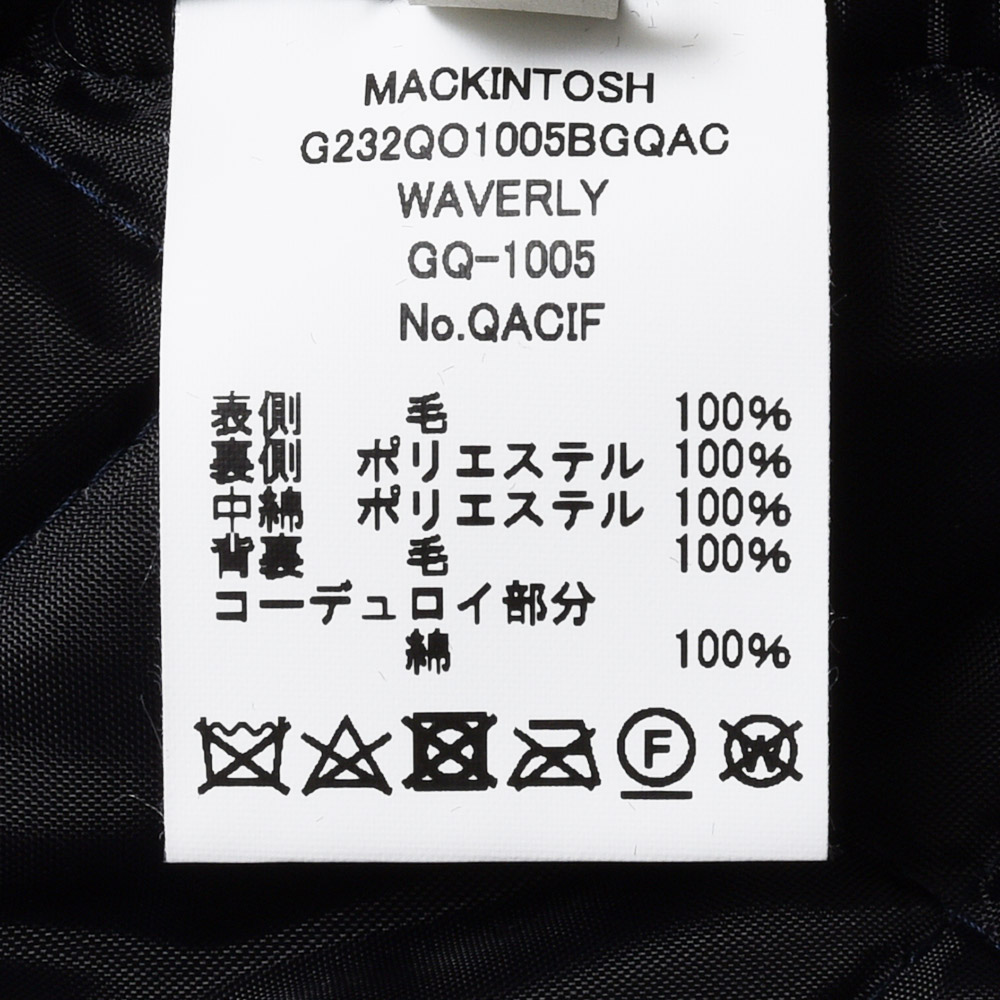 MACKINTOSH
G232QO1005BGQAC
WAVERLY
GQ-1005
No.QACIF
表側 毛 100%
裏側 ポリエステル 100%
中綿 ポリエステル 100%
背裏 毛 100%
コーデュロイ部分
綿 100%
F W